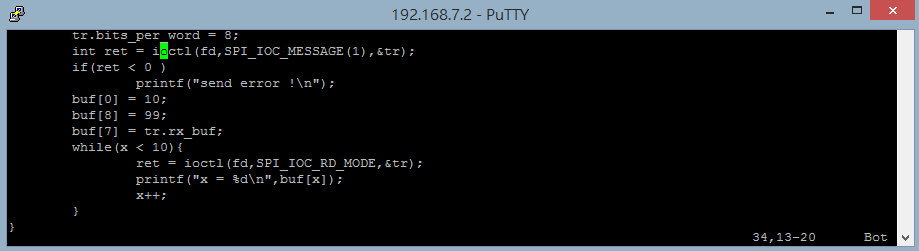 192.168.7.2 - PuTTY
        tr.bits_per_word = 8;
        int ret = ioctl(fd,SPI_IOC_MESSAGE(1),&tr);
        if(ret < 0 )
                printf("send error !\n");
        buf[0] = 10;
        buf[8] = 99;
        buf[7] = tr.rx_buf;
        while(x < 10){
                ret = ioctl(fd,SPI_IOC_RD_MODE,&tr);
                printf("x = %d\n",buf[x]);
                x++;
        }
}
34,13-20 Bot